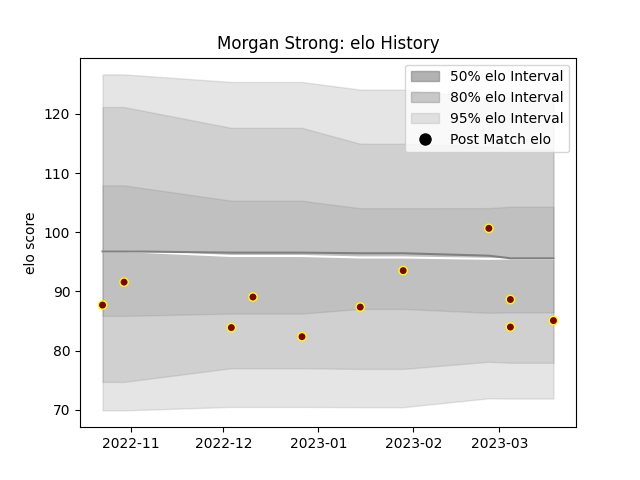 Morgan Strong: elo History
50% elo Interval
80% elo Interval
95% elo Interval
Post Match elo
elo score
120
110
100
90
80
70
2022-11
2022-12
2023-01
2023-02
2023-03